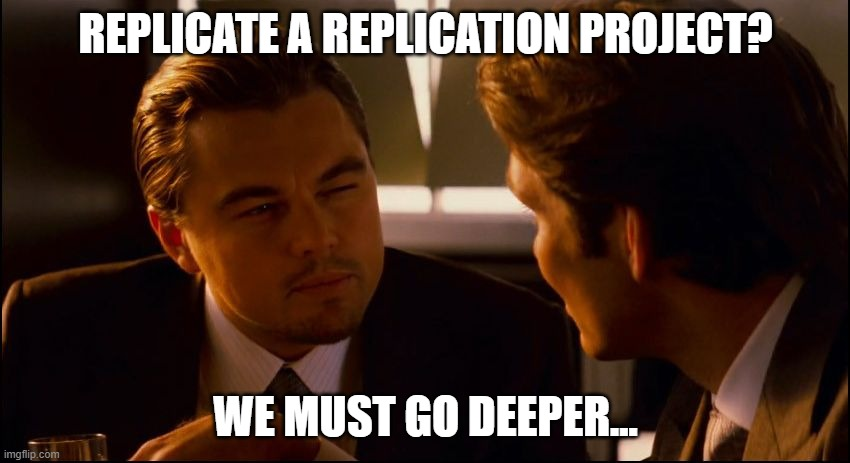 REPLICATE A REPLICATION PROJECT?
WE MUST GO DEEPER...
imgflip.com